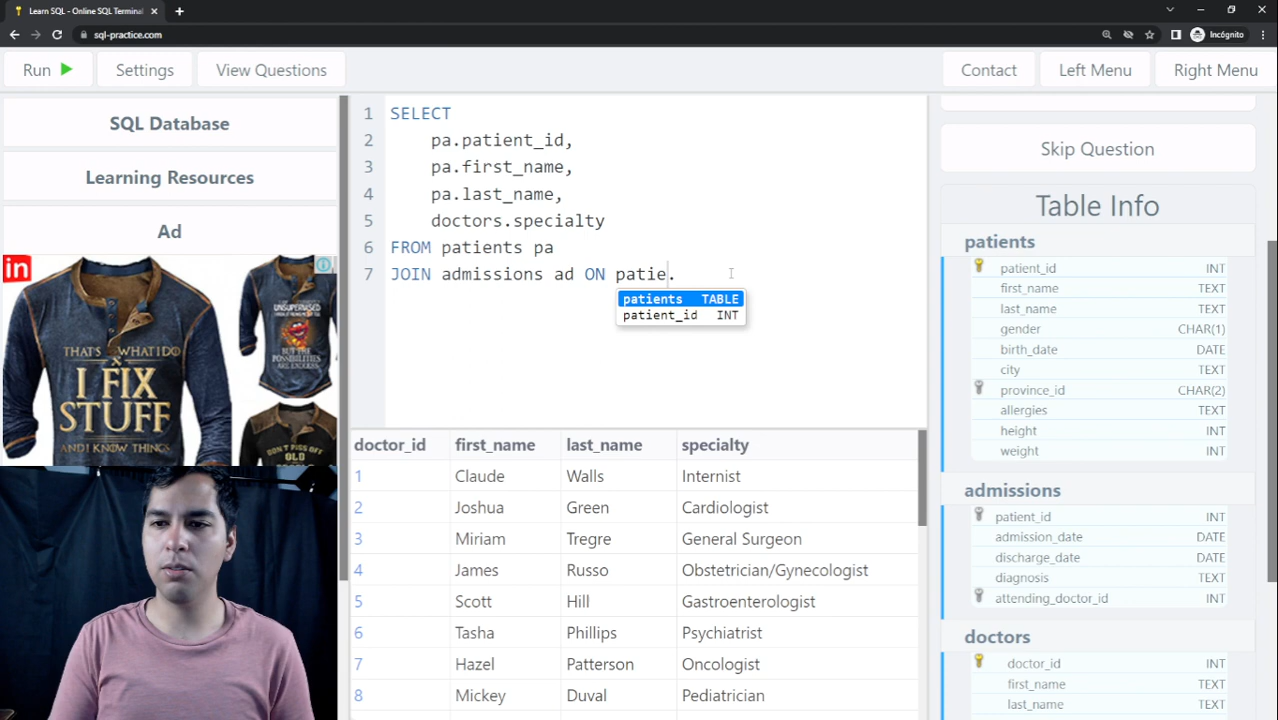 Learn SQL - Online SQL Terminal
sql-practice.com
Incógnito
Run
Settings
View Questions
Contact
Left Menu
Right Menu
SQL Database
Learning Resources
Ad
in
THAT'S WHAT I DO
I FIX
STUFF
AND I KNOW THINGS
1 SELECT
2 pa.patient_id,
3 pa.first_name,
4 pa.last_name,
5 doctors.specialty
6 FROM patients pa
7 JOIN admissions ad ON patie.
patients TABLE
patient_id INT
doctor_id first_name last_name specialty
1 Claude Walls Internist
2 Joshua Green Cardiologist
3 Miriam Tregre General Surgeon
4 James Russo Obstetrician/Gynecologist
5 Scott Hill Gastroenterologist
6 Tasha Phillips Psychiatrist
7 Hazel Patterson Oncologist
8 Mickey Duval Pediatrician
Skip Question
Table Info
patients
patient_id INT
first_name TEXT
last_name TEXT
gender CHAR(1)
birth_date DATE
city TEXT
province_id CHAR(2)
allergies TEXT
height INT
weight INT
admissions
patient_id INT
admission_date DATE
discharge_date DATE
diagnosis TEXT
attending_doctor_id INT
doctors
doctor_id INT
first_name TEXT
last_name TEXT